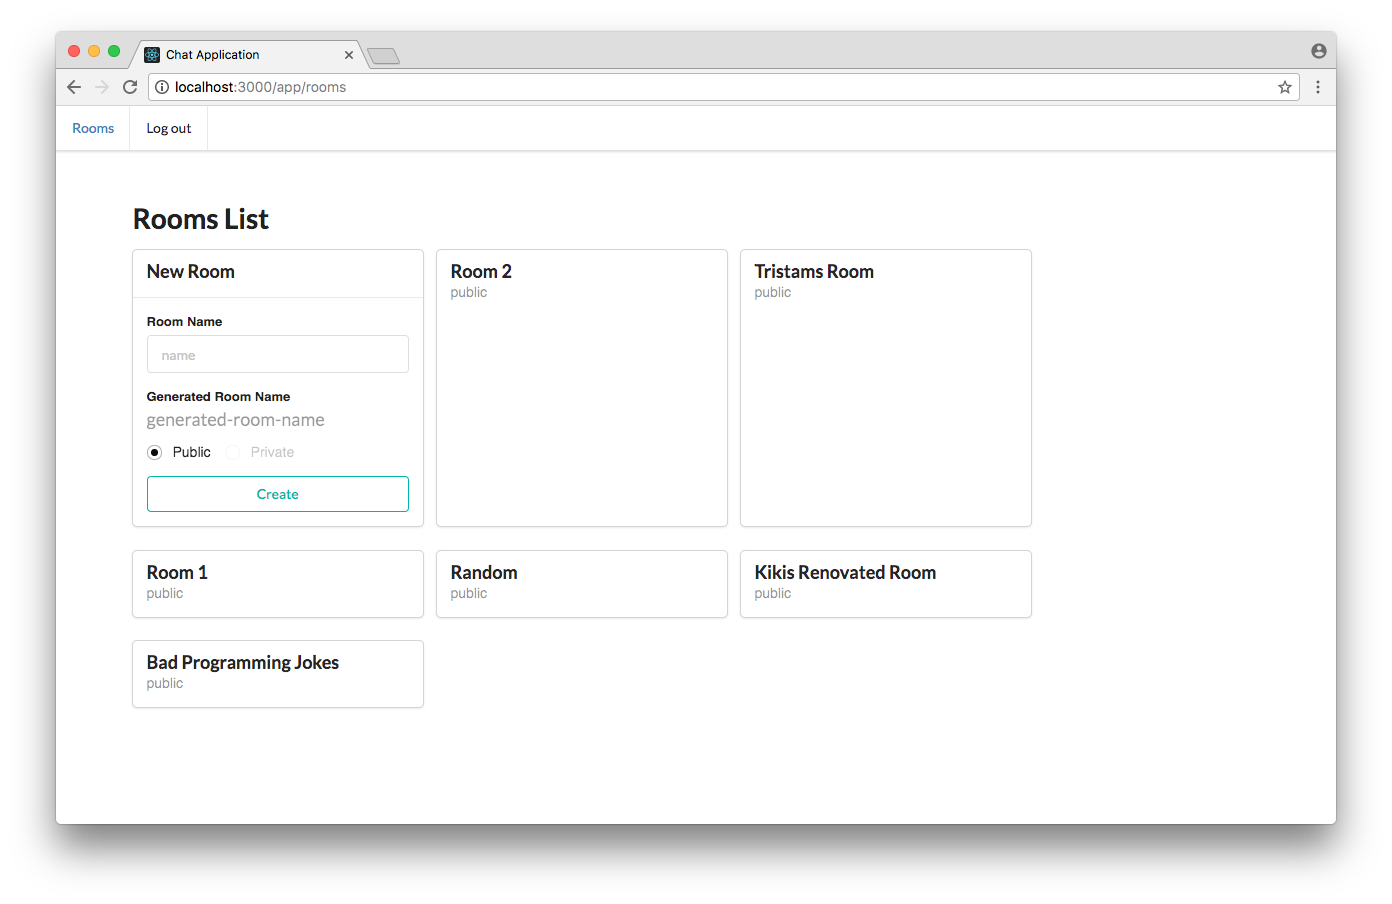 Chat Application
localhost:3000/app/rooms
Rooms
Log out
Rooms List
New Room
Room Name
name
Generated Room Name
generated-room-name
Public Private
Create
Room 2
public
Tristams Room
public
Room 1
public
Random
public
Kikis Renovated Room
public
Bad Programming Jokes
public